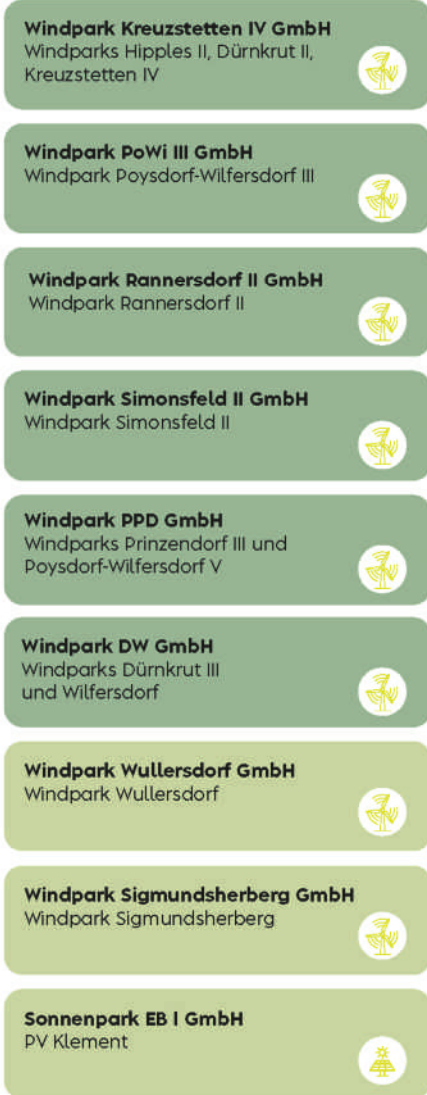 Windpark Kreuzstetten IV GmbH
Windparks Hipples II, Dürnkrut II,
Kreuzstetten IV
Windpark PoWi III GmbH
Windpark Poysdorf-Wilfersdorf III
Windpark Rannersdorf II GmbH
Windpark Rannersdorf II
Windpark Simonsfeld II GmbH
Windpark Simonsfeld II
Windpark PPD GmbH
Windparks Prinzendorf III und
Poysdorf-Wilfersdorf V
Windpark DW GmbH
Windparks Dürnkrut III
und Wilfersdorf
Windpark Wullersdorf GmbH
Windpark Wullersdorf
Windpark Sigmundsherberg GmbH
Windpark Sigmundsherberg
Sonnenpark EB I GmbH
PV Klement